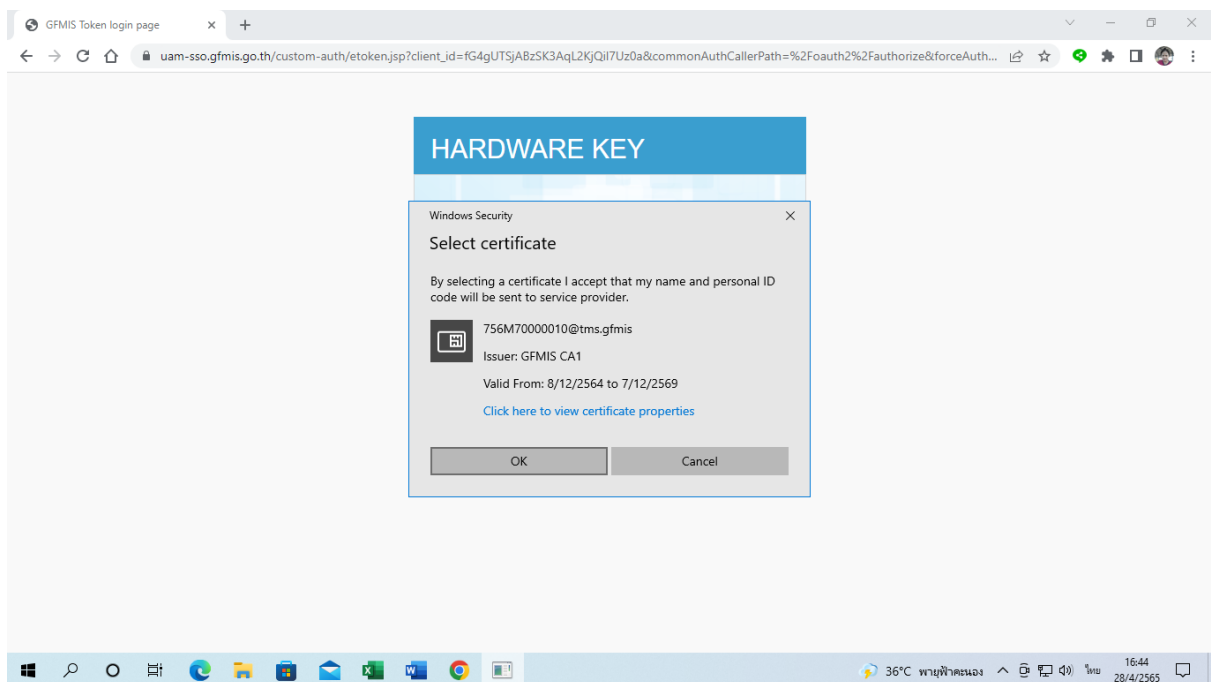 GFMIS Token login page
uam-sso.gfmis.go.th/custom-auth/etoken.jsp?client_id=fG4gUTSjABzSK3AqL2KjQiI7Uz0a&commonAuthCallerPath=%2Foauth2%2Fauthorize&forceAuth...
HARDWARE KEY
Windows Security
Select certificate
By selecting a certificate I accept that my name and personal ID
code will be sent to service provider.
756M70000010@tms.gfmis
Issuer: GFMIS CA1
Valid From: 8/12/2564 to 7/12/2569
Click here to view certificate properties
OK
Cancel
36°C พายุฟ้าคะนอง
ไทย
16:44
28/4/2565